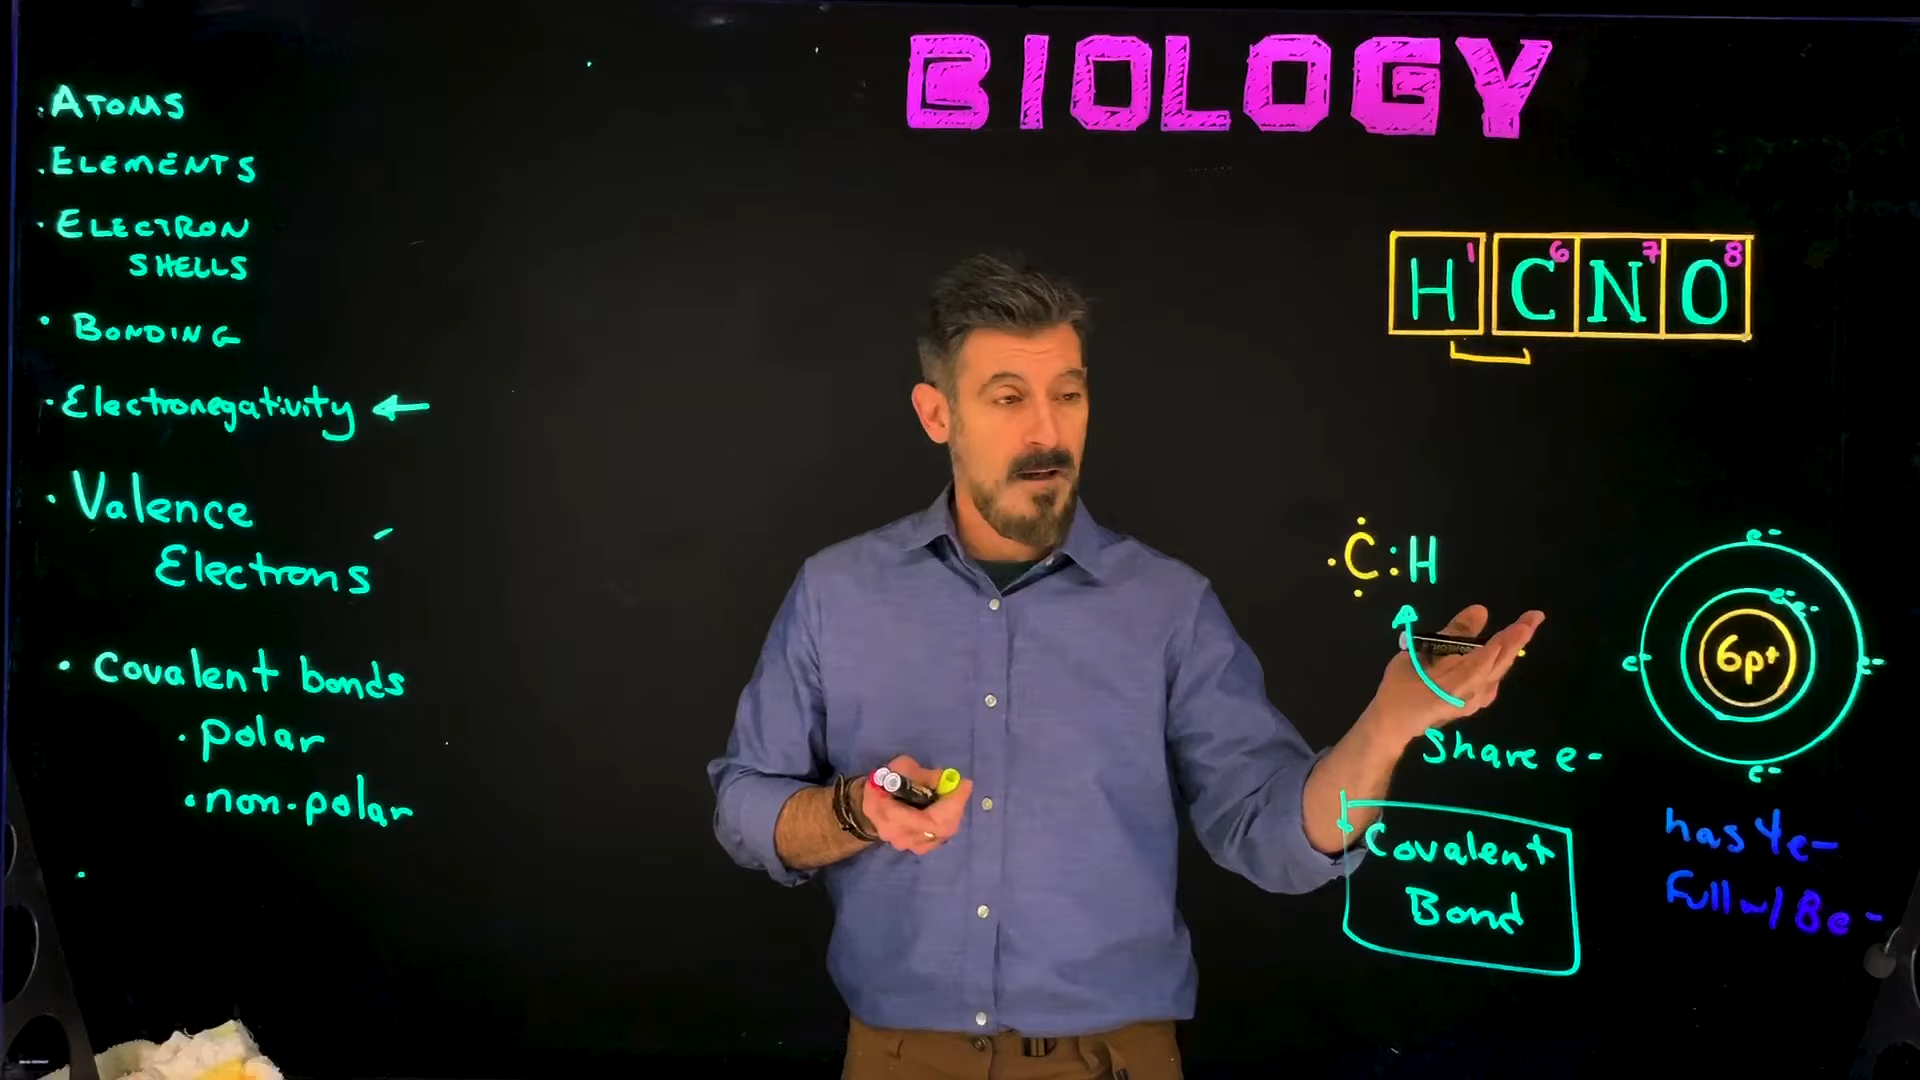 BIOLOGY
. ATOMS
. ELEMENTS
· ELECTRON
SHELLS
· BONDING
· Electronegativity ←
· Valence
Electrons
· Covalent bonds
· polar
· non-polar
H 1 C 6 N 7 O 8
C : H
share e-
Covalent
Bond
e-
e- e-
e- 6p+ e-
e-
has 4e-
Full w/ 8e-